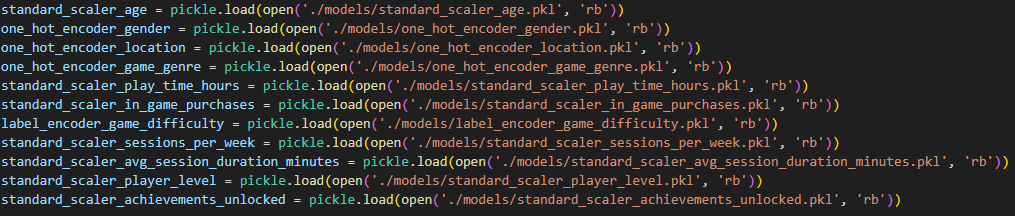 standard_scaler_age = pickle.load(open('./models/standard_scaler_age.pkl', 'rb'))
one_hot_encoder_gender = pickle.load(open('./models/one_hot_encoder_gender.pkl', 'rb'))
one_hot_encoder_location = pickle.load(open('./models/one_hot_encoder_location.pkl', 'rb'))
one_hot_encoder_game_genre = pickle.load(open('./models/one_hot_encoder_game_genre.pkl', 'rb'))
standard_scaler_play_time_hours = pickle.load(open('./models/standard_scaler_play_time_hours.pkl', 'rb'))
standard_scaler_in_game_purchases = pickle.load(open('./models/standard_scaler_in_game_purchases.pkl', 'rb'))
label_encoder_game_difficulty = pickle.load(open('./models/label_encoder_game_difficulty.pkl', 'rb'))
standard_scaler_sessions_per_week = pickle.load(open('./models/standard_scaler_sessions_per_week.pkl', 'rb'))
standard_scaler_avg_session_duration_minutes = pickle.load(open('./models/standard_scaler_avg_session_duration_minutes.pkl', 'rb'))
standard_scaler_player_level = pickle.load(open('./models/standard_scaler_player_level.pkl', 'rb'))
standard_scaler_achievements_unlocked = pickle.load(open('./models/standard_scaler_achievements_unlocked.pkl', 'rb'))